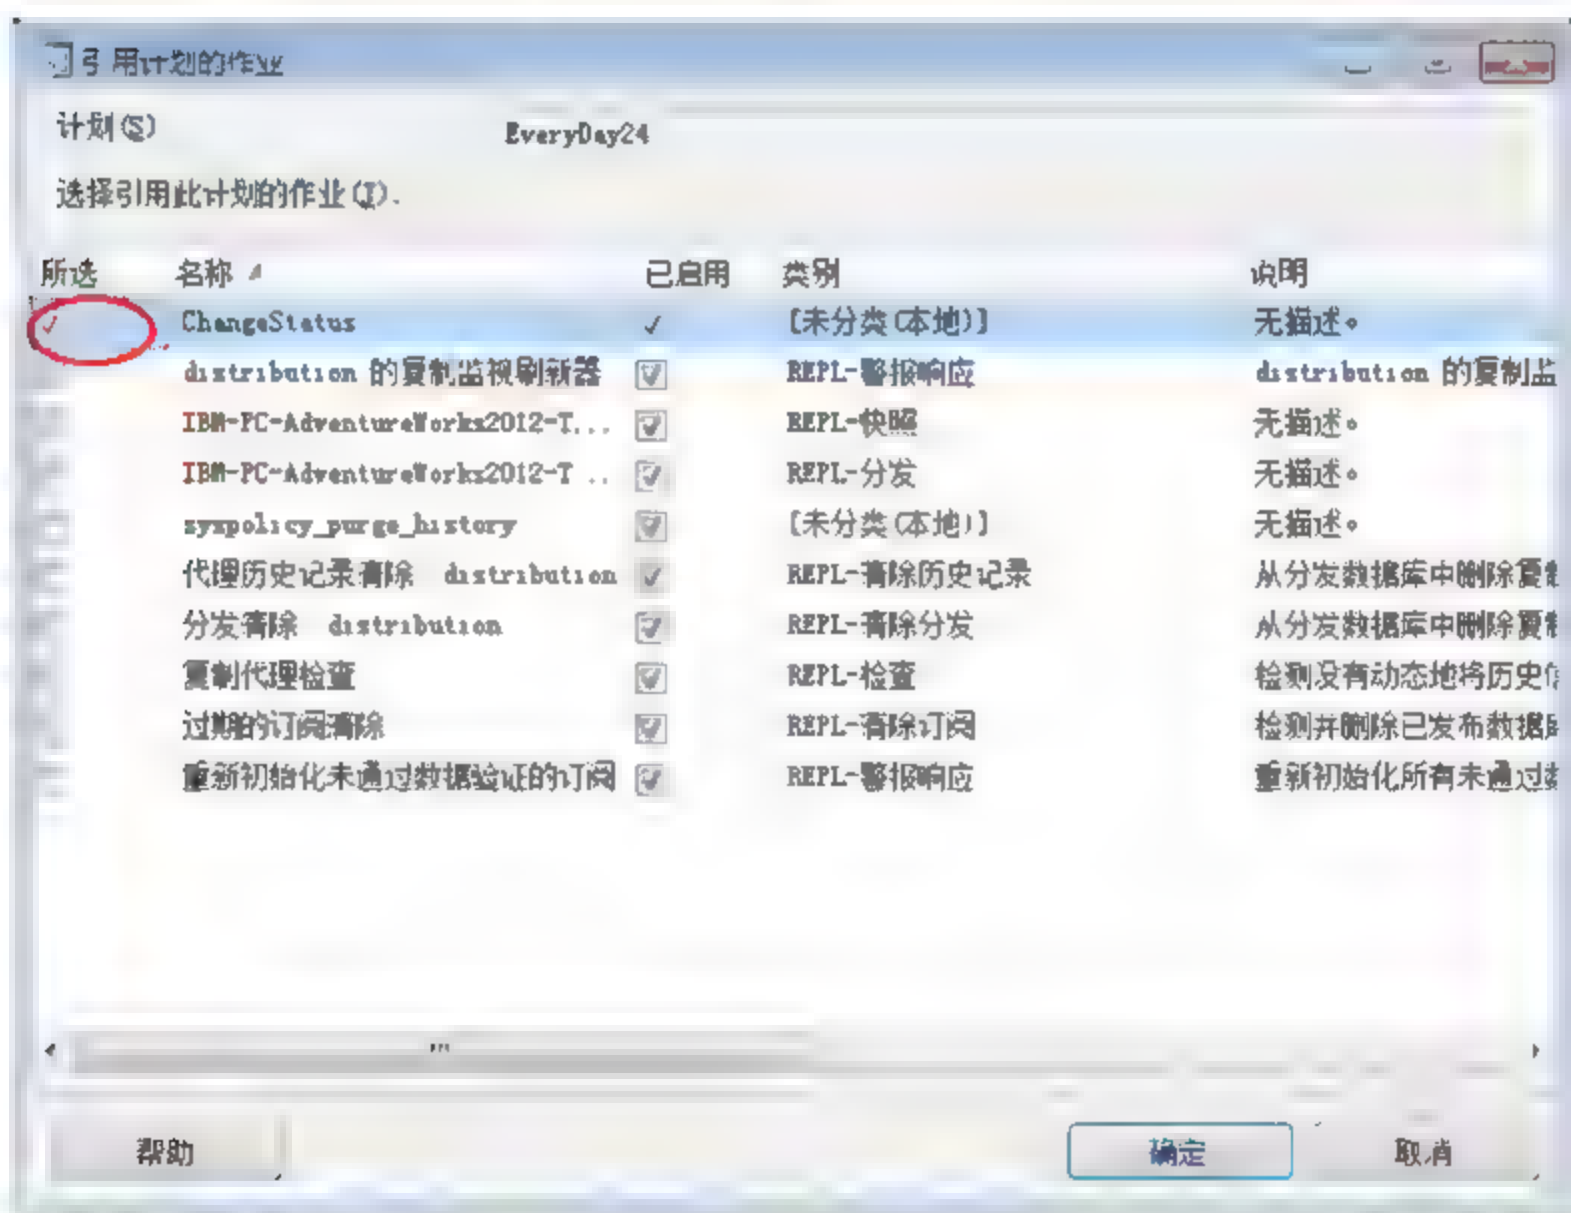 引用计划的作业
计划(S) EveryDay24
选择引用此计划的作业(J).
所选 名称 已启用 类别 说明
ChangeStatus [未分类(本地)] 无描述。
distribution 的复制监视刷新器 REPL-警报响应 distribution 的复制监
IBM-PC-AdventureWorks2012-T... REPL-快照 无描述。
IBM-PC-AdventureWorks2012-T .. REPL-分发 无描述。
syspolicy_purge_history [未分类(本地)] 无描述。
代理历史记录清除 distribution REPL-清除历史记录 从分发数据库中删除复制
分发清除 distribution REPL-清除分发 从分发数据库中删除复制
复制代理检查 REPL-检查 检测没有动态地将历史信
过期的订阅清除 REPL-清除订阅 检测并删除已发布数据库
重新初始化未通过数据验证的订阅 REPL-警报响应 重新初始化所有未通过数
帮助 确定 取消